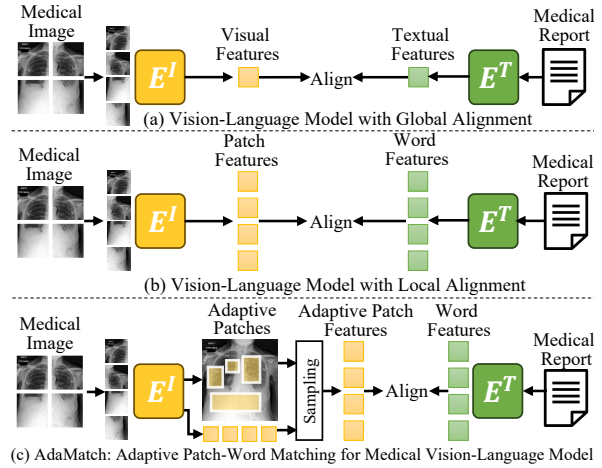 Medical
Image
Visual
Features
Textual
Features
Medical
Report
E^I
Align
E^T
(a) Vision-Language Model with Global Alignment
Medical
Image
Patch
Features
Word
Features
Medical
Report
E^I
Align
E^T
(b) Vision-Language Model with Local Alignment
Medical
Image
Adaptive
Patches
Adaptive Patch
Features
Word
Features
Medical
Report
E^I
Sampling
Align
E^T
(c) AdaMatch: Adaptive Patch-Word Matching for Medical Vision-Language Model